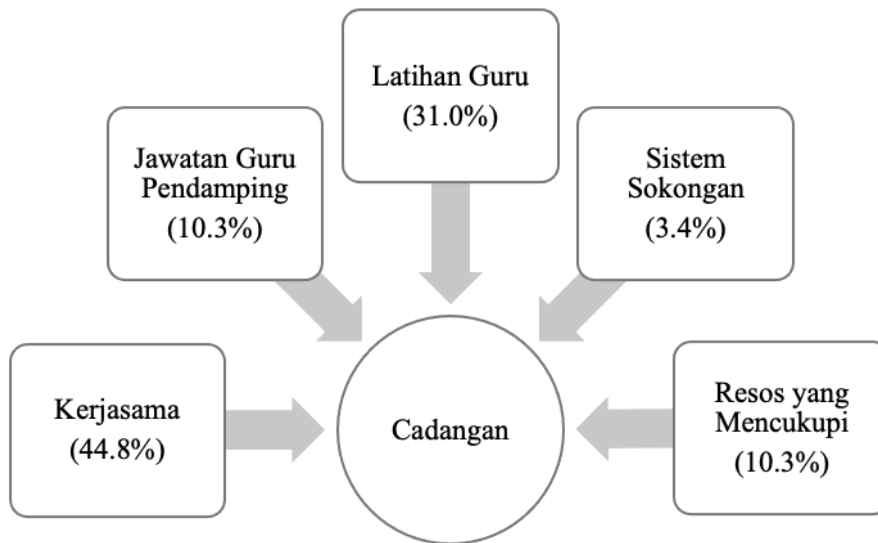 Latihan Guru
(31.0%)
Jawatan Guru
Pendamping
(10.3%)
Sistem
Sokongan
(3.4%)
Kerjasama
(44.8%)
Cadangan
Resos yang
Mencukupi
(10.3%)